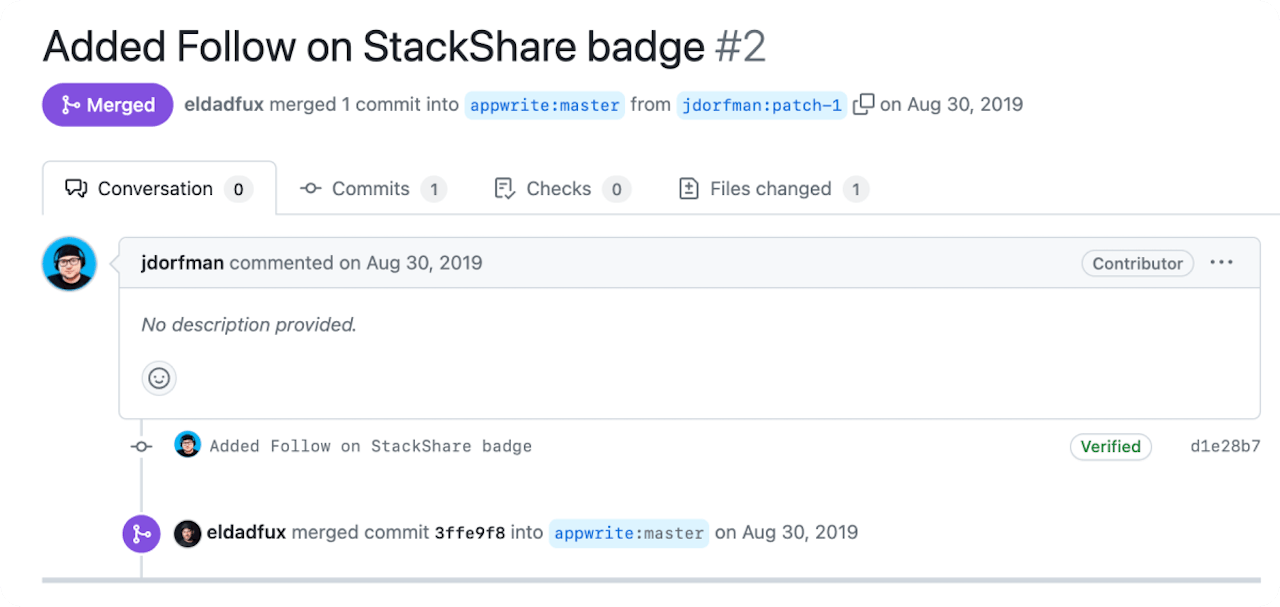 Added Follow on StackShare badge #2
Merged eldadfux merged 1 commit into appwrite:master from jdorfman:patch-1 on Aug 30, 2019
Conversation 0 Commits 1 Checks 0 Files changed 1
jdorfman commented on Aug 30, 2019 Contributor ...
No description provided.
Added Follow on StackShare badge Verified d1e28b7
eldadfux merged commit 3ffe9f8 into appwrite:master on Aug 30, 2019